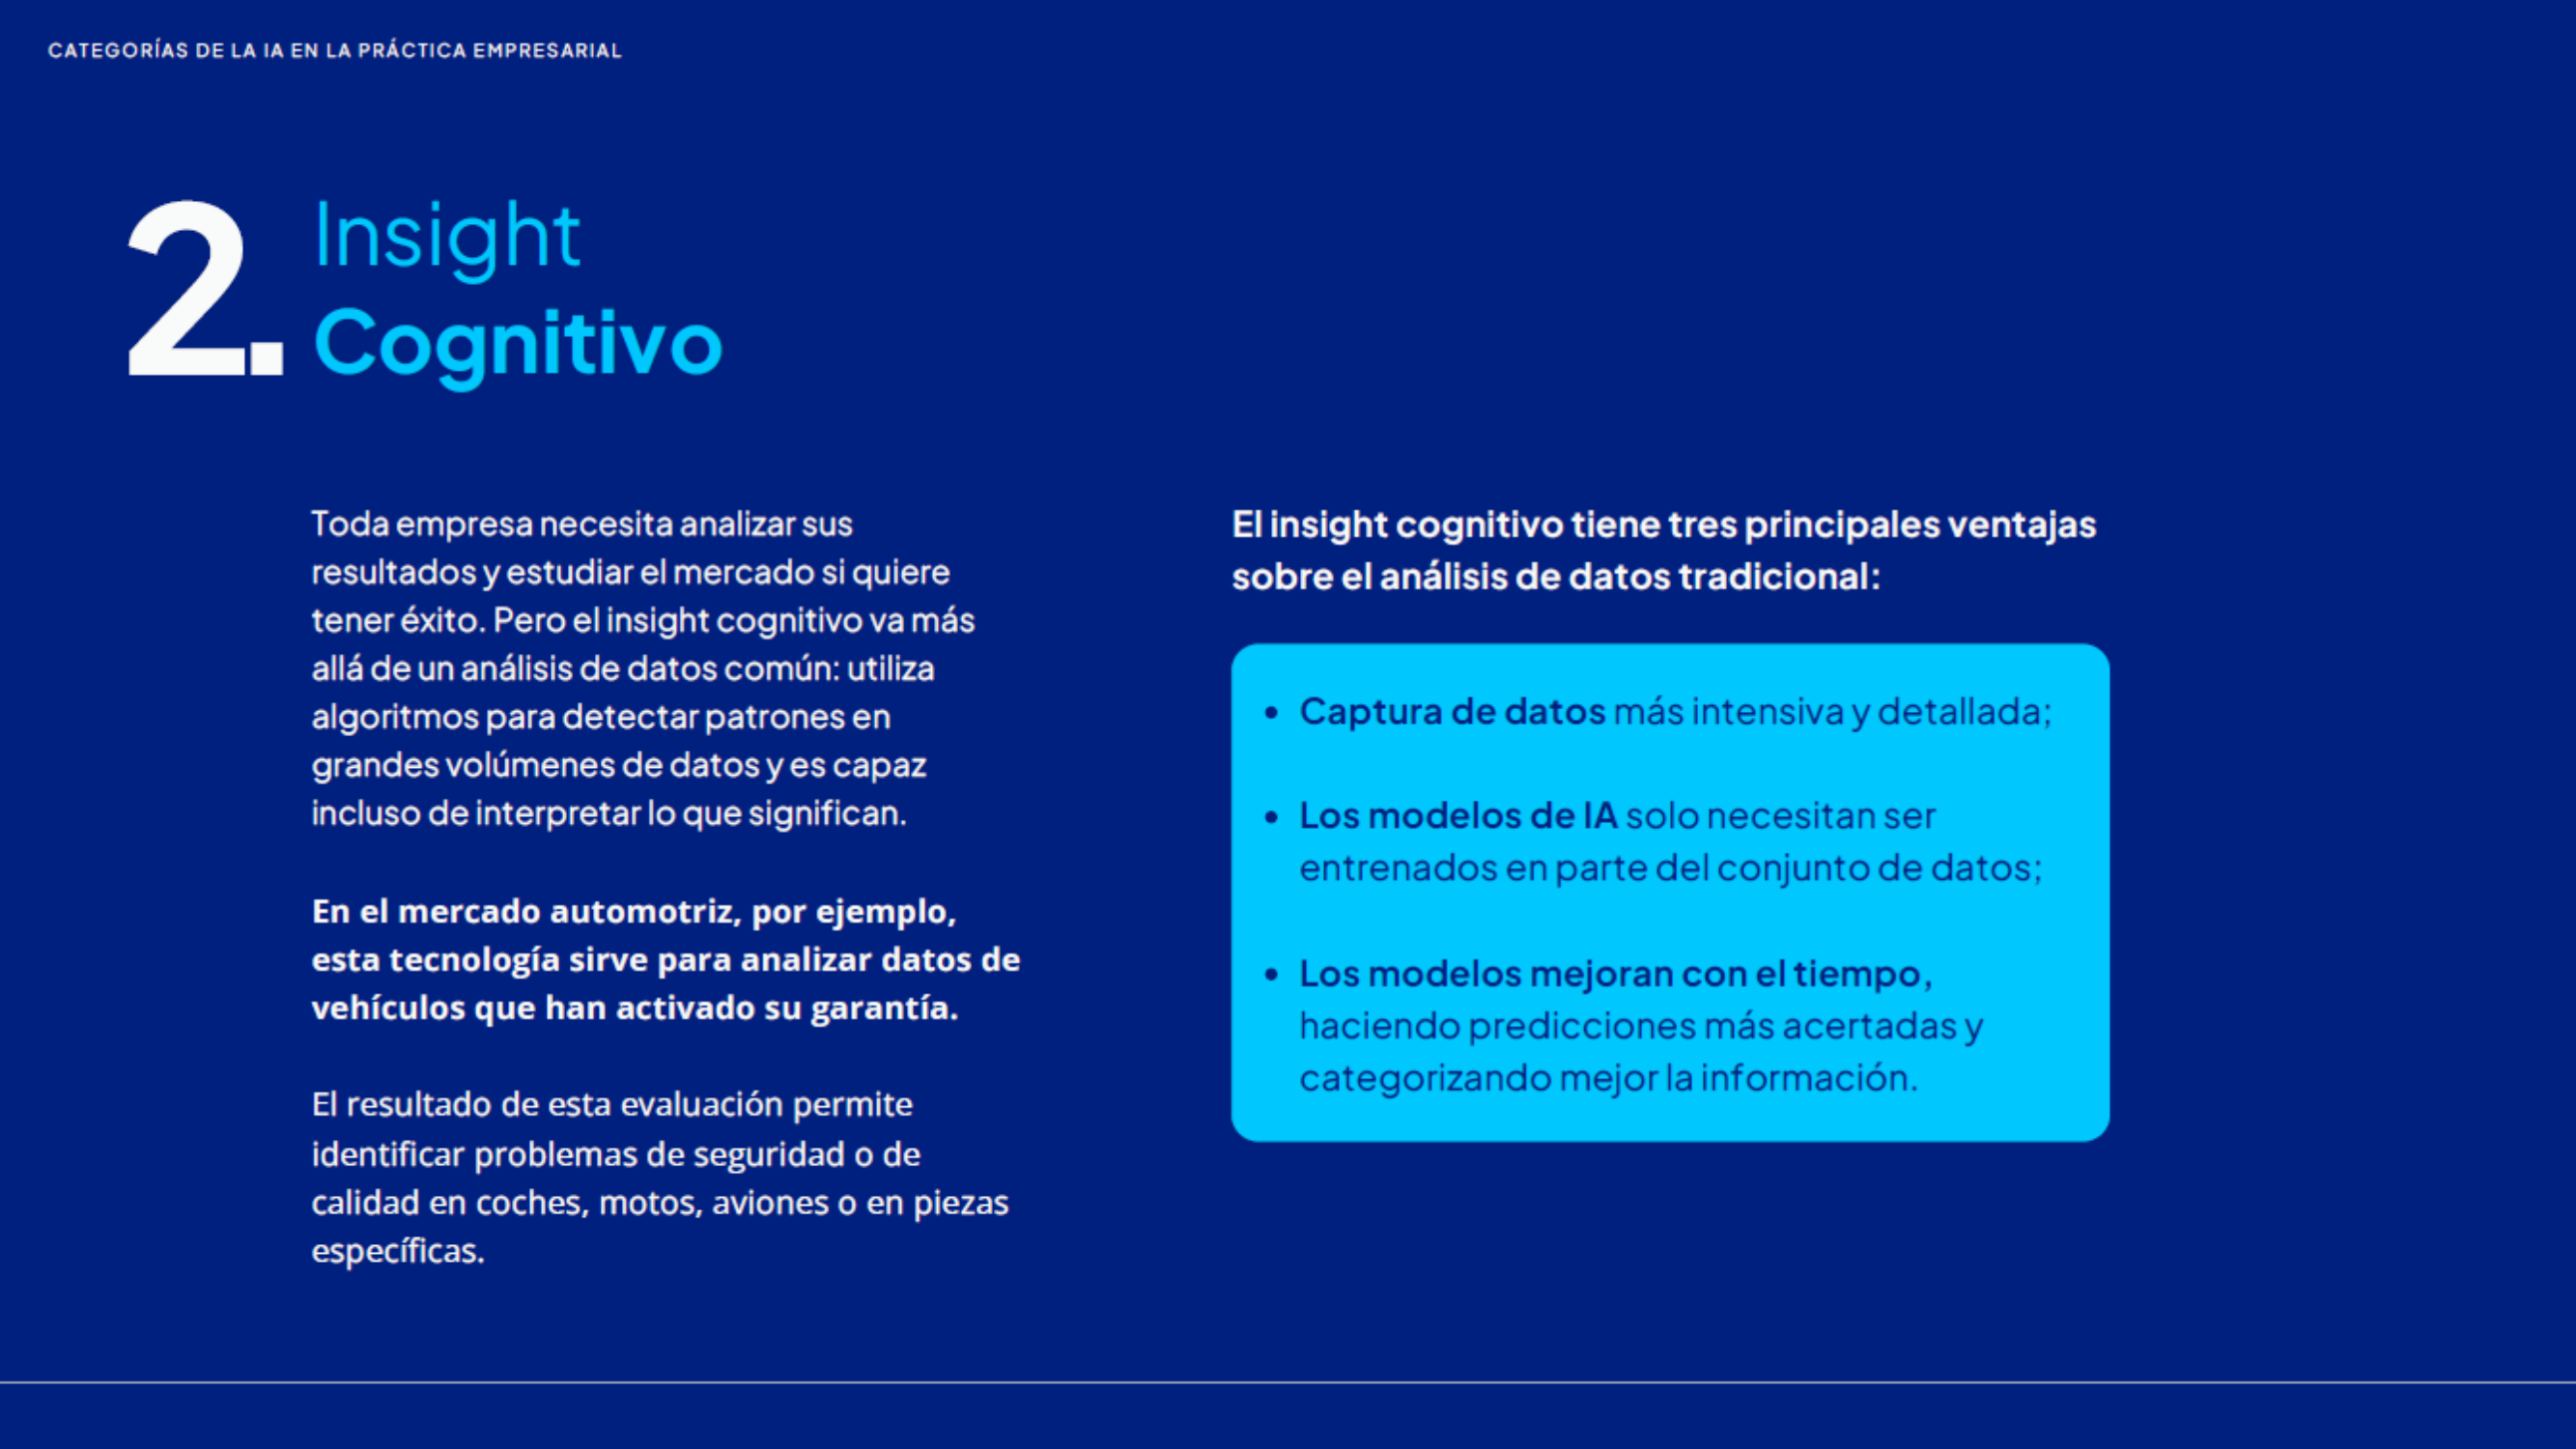 CATEGORÍAS DE LA IA EN LA PRÁCTICA EMPRESARIAL
2. Insight
Cognitivo
Toda empresa necesita analizar sus
resultados y estudiar el mercado si quiere
tener éxito. Pero el insight cognitivo va más
allá de un análisis de datos común: utiliza
algoritmos para detectar patrones en
grandes volúmenes de datos y es capaz
incluso de interpretar lo que significan.
En el mercado automotriz, por ejemplo,
esta tecnología sirve para analizar datos de
vehículos que han activado su garantía.
El resultado de esta evaluación permite
identificar problemas de seguridad o de
calidad en coches, motos, aviones o en piezas
específicas.
El insight cognitivo tiene tres principales ventajas
sobre el análisis de datos tradicional:
• Captura de datos más intensiva y detallada;
• Los modelos de IA solo necesitan ser
entrenados en parte del conjunto de datos;
• Los modelos mejoran con el tiempo,
haciendo predicciones más acertadas y
categorizando mejor la información.